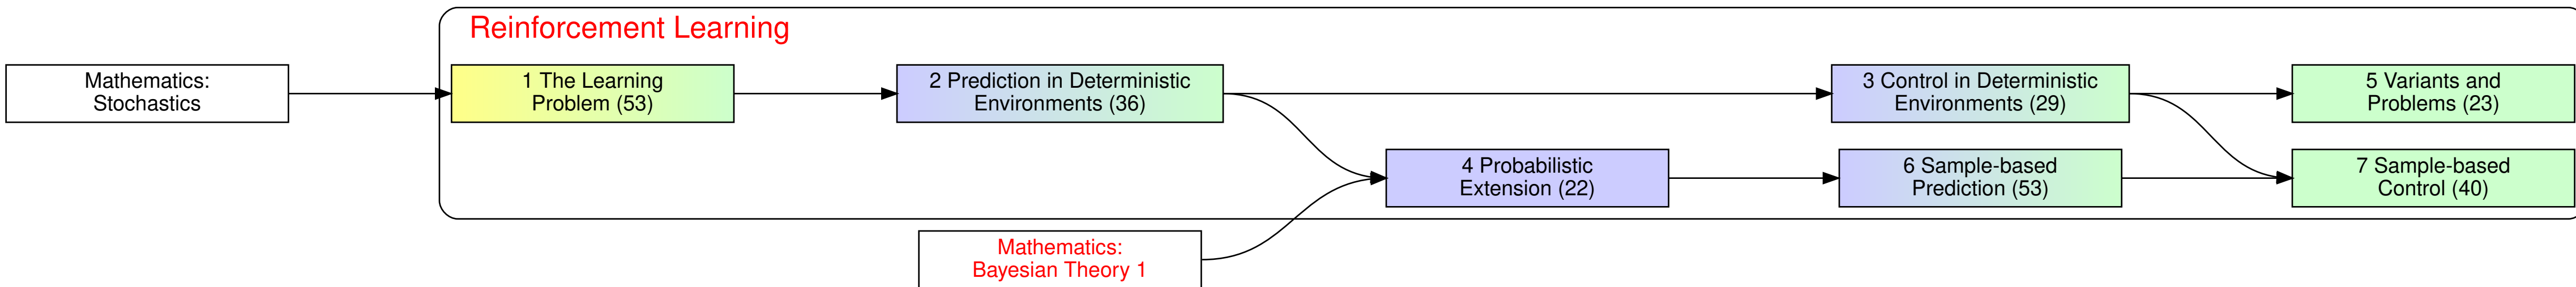 Reinforcement Learning
Mathematics:
Stochastics
1 The Learning
Problem (53)
2 Prediction in Deterministic
Environments (36)
3 Control in Deterministic
Environments (29)
5 Variants and
Problems (23)
4 Probabilistic
Extension (22)
6 Sample-based
Prediction (53)
7 Sample-based
Control (40)
Mathematics:
Bayesian Theory 1